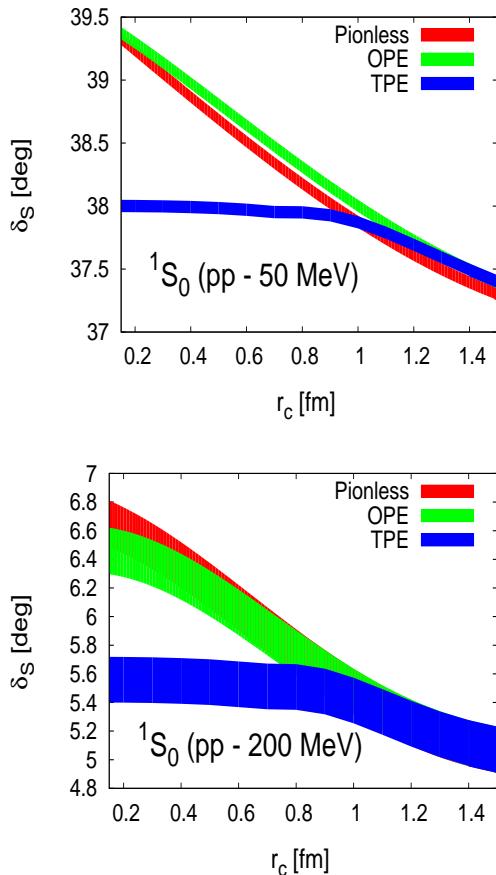 39.5
39
38.5
38
37.5
37
δS [deg]
Pionless
OPE
TPE
1S0 (pp - 50 MeV)
0.2 0.4 0.6 0.8 1 1.2 1.4
rc [fm]
7
6.8
6.6
6.4
6.2
6
5.8
5.6
5.4
5.2
5
4.8
δS [deg]
Pionless
OPE
TPE
1S0 (pp - 200 MeV)
0.2 0.4 0.6 0.8 1 1.2 1.4
rc [fm]